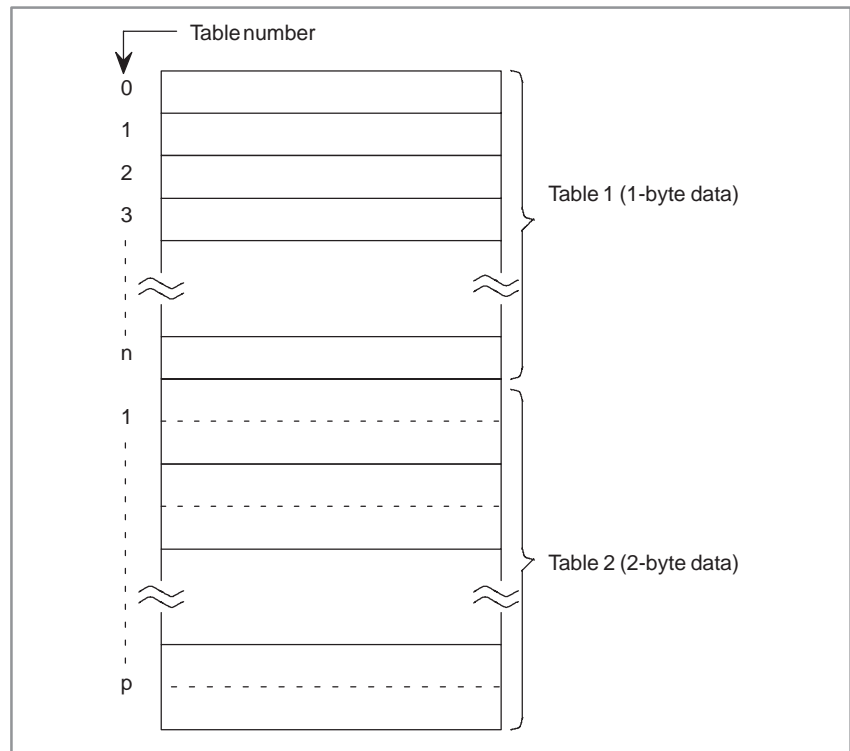 Table number
0
1
2
3
Table 1 (1-byte data)
n
1
Table 2 (2-byte data)
p